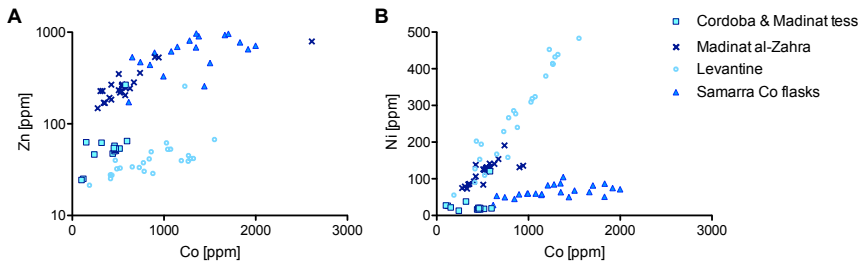 A
B
1000
100
10
Zn [ppm]
0
1000
2000
3000
Co [ppm]
500
400
300
200
100
0
Ni [ppm]
0
1000
2000
3000
Co [ppm]
Cordoba & Madinat tess
Madinat al-Zahra
Levantine
Samarra Co flasks